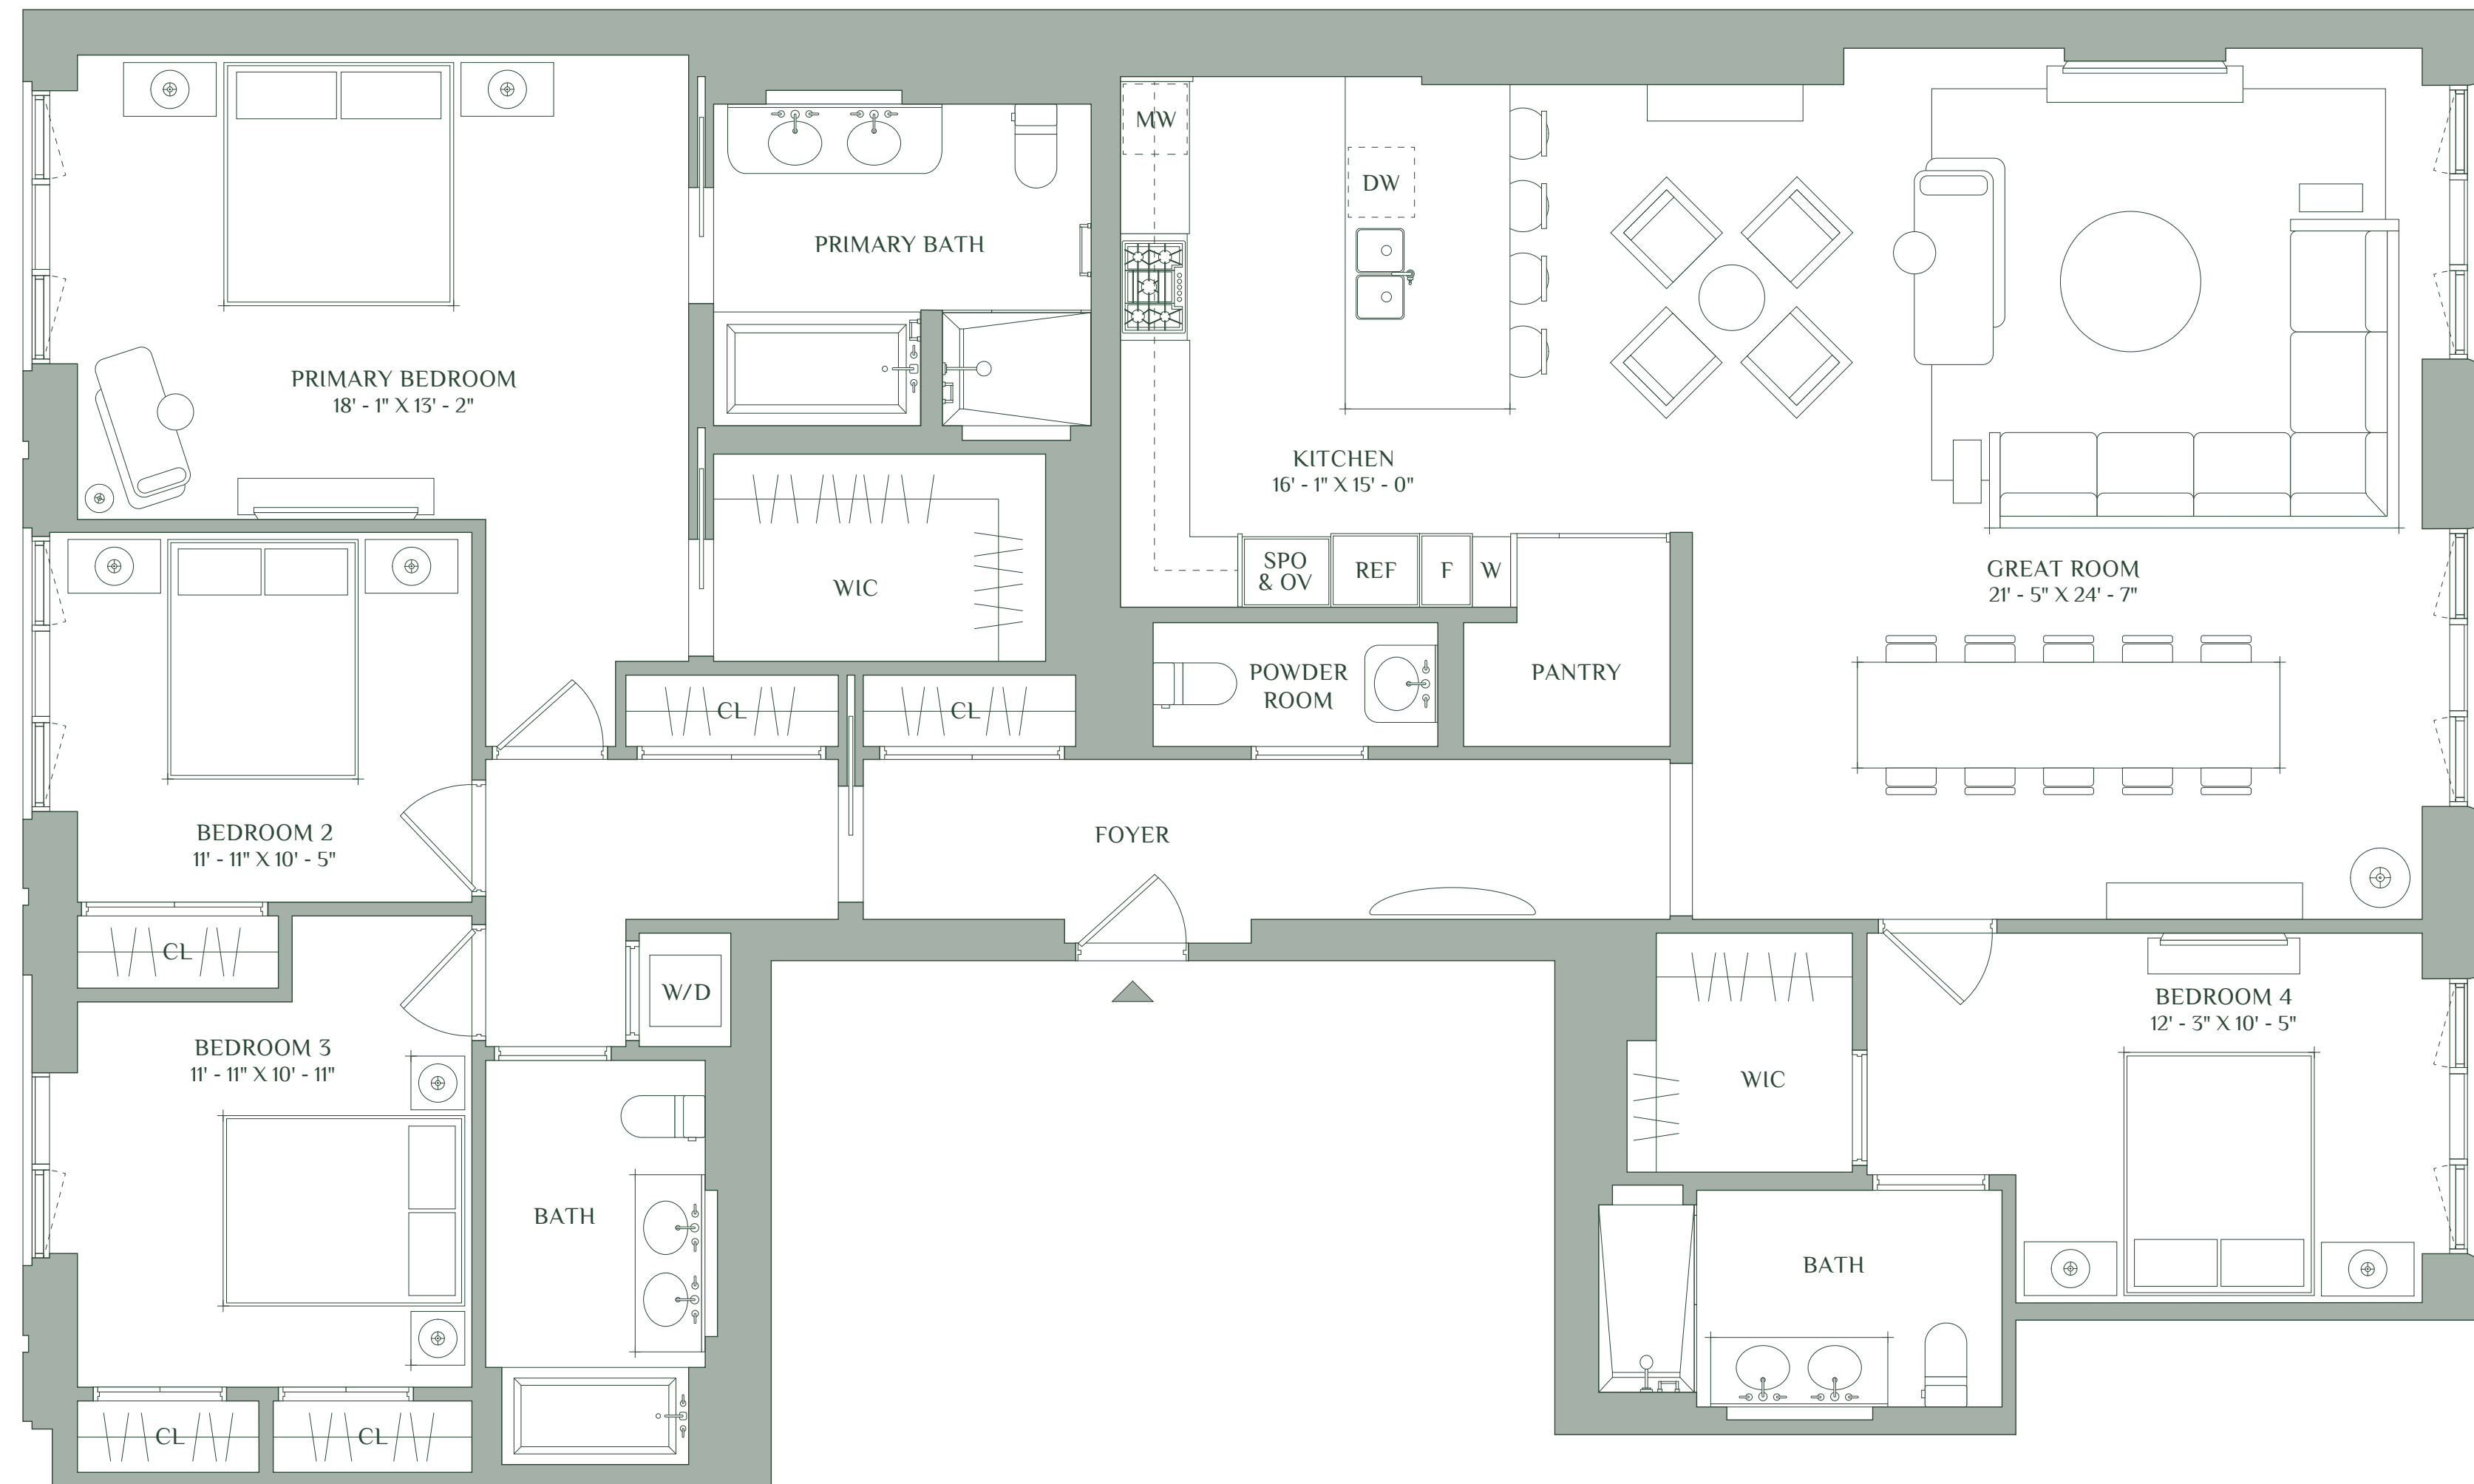 MW
DW
PRIMARY BATH
PRIMARY BEDROOM
18' - 1" X 13' - 2"
KITCHEN
16' - 1" X 15' - 0"
SPO
& OV
REF
F
W
GREAT ROOM
21' - 5" X 24' - 7"
WIC
POWDER
ROOM
PANTRY
CL
CL
BEDROOM 2
11' - 11" X 10' - 5"
FOYER
CL
W/D
BEDROOM 4
12' - 3" X 10' - 5"
BEDROOM 3
11' - 11" X 10' - 11"
WIC
BATH
BATH
CL
CL